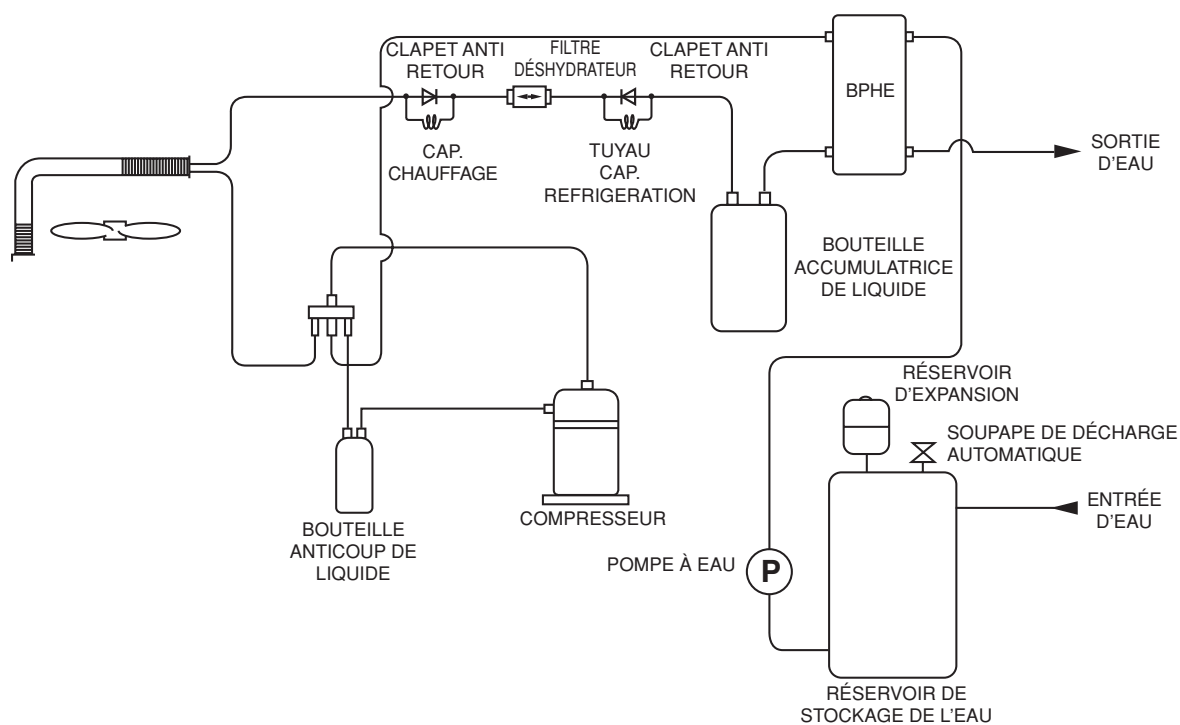 CLAPET ANTI
RETOUR
FILTRE
DÉSHYDRATEUR
CLAPET ANTI
RETOUR
BPHE
SORTIE
D'EAU
CAP.
CHAUFFAGE
TUYAU
CAP.
REFRIGERATION
BOUTEILLE
ACCUMULATRICE
DE LIQUIDE
RÉSERVOIR
D'EXPANSION
SOUPAPE DE DÉCHARGE
AUTOMATIQUE
ENTRÉE
D'EAU
COMPRESSEUR
BOUTEILLE
ANTICOUP DE
LIQUIDE
POMPE À EAU
P
RÉSERVOIR DE
STOCKAGE DE L'EAU